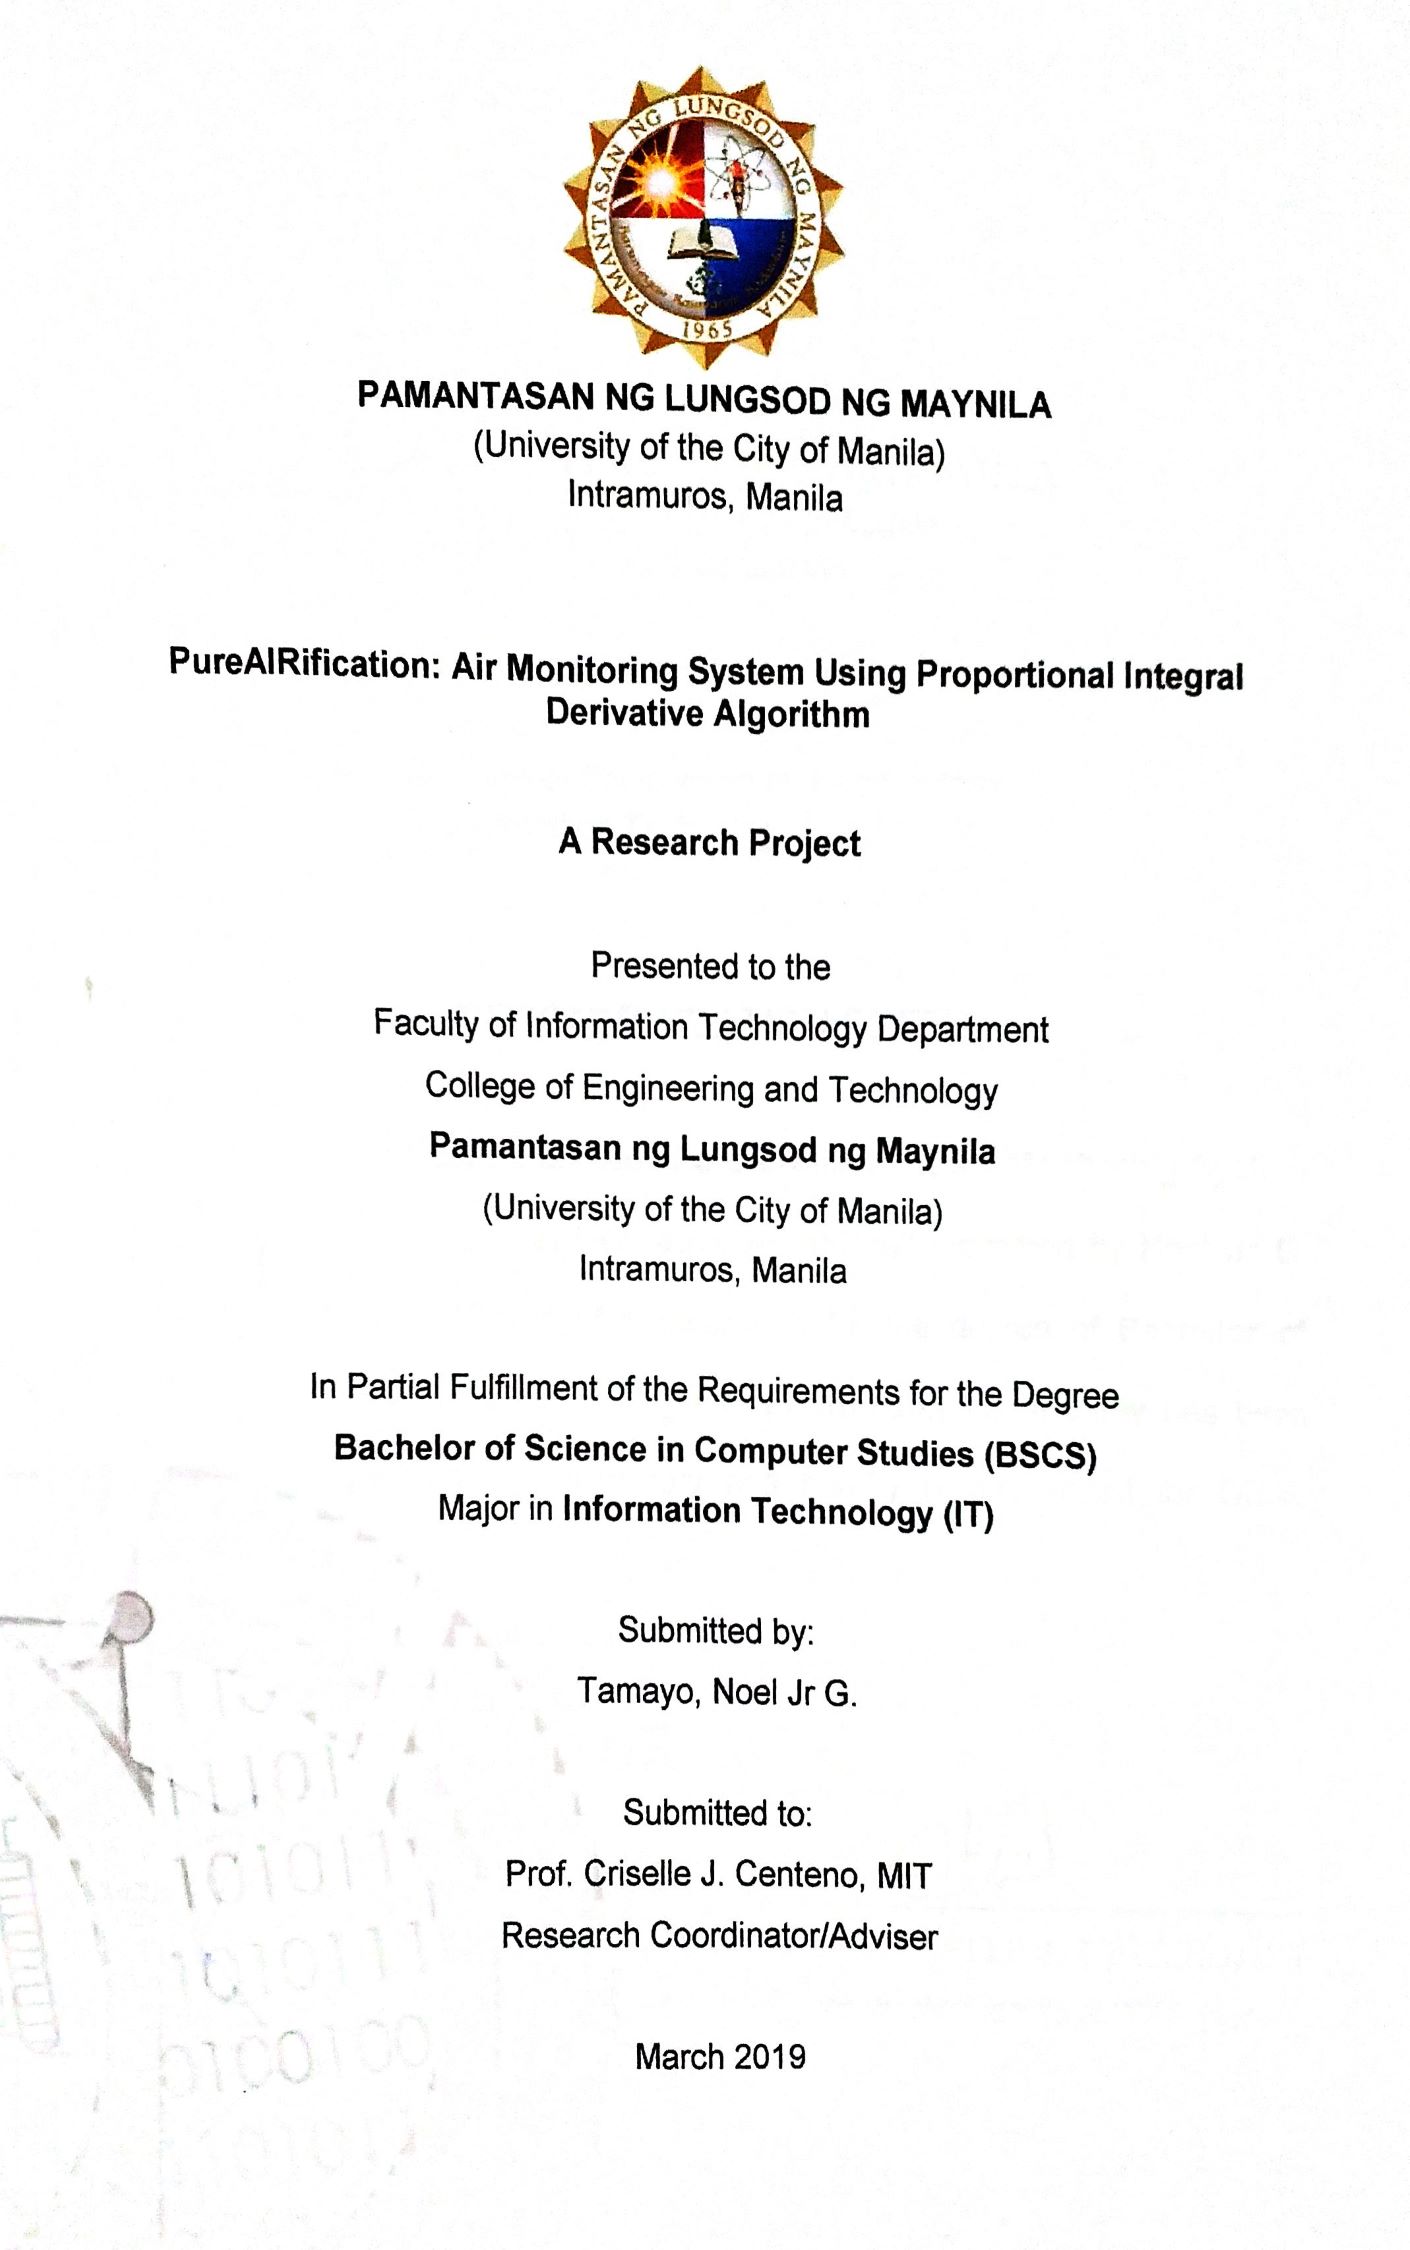 PAMANTASAN NG LUNGSOD NG MAYNILA
1965
PAMANTASAN NG LUNGSOD NG MAYNILA
(University of the City of Manila)
Intramuros, Manila
PureAIRification: Air Monitoring System Using Proportional Integral
Derivative Algorithm
A Research Project
Presented to the
Faculty of Information Technology Department
College of Engineering and Technology
Pamantasan ng Lungsod ng Maynila
(University of the City of Manila)
Intramuros, Manila
In Partial Fulfillment of the Requirements for the Degree
Bachelor of Science in Computer Studies (BSCS)
Major in Information Technology (IT)
Submitted by:
Tamayo, Noel Jr G.
Submitted to:
Prof. Criselle J. Centeno, MIT
Research Coordinator/Adviser
March 2019